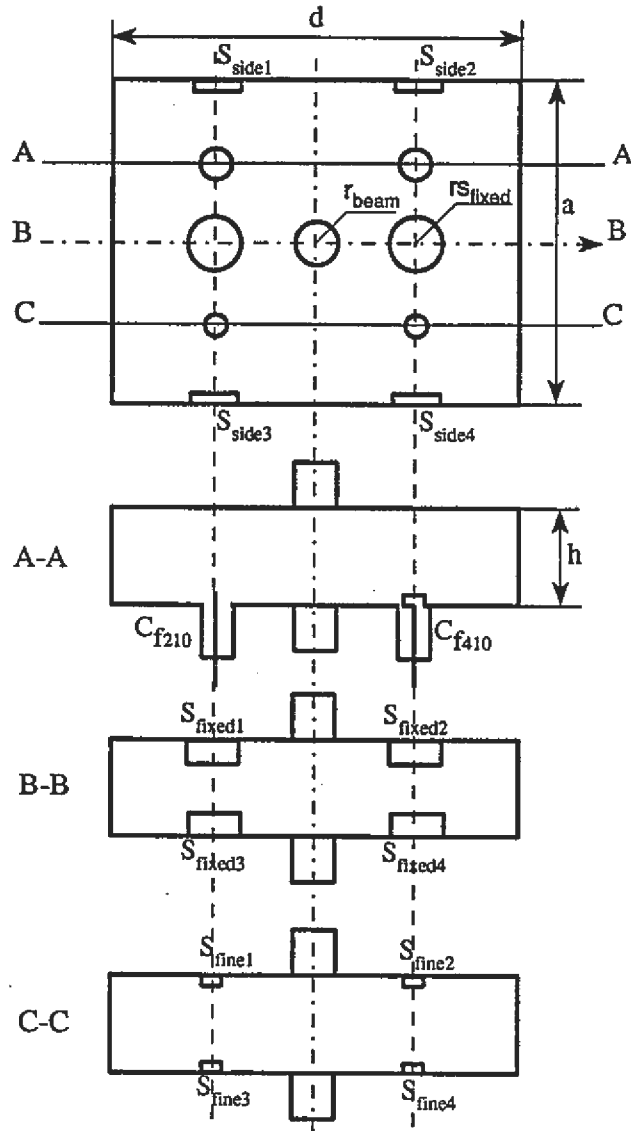 d
S_side1 S_side2
A A
r_beam rs_fixed
a
B B
C C
S_side3 S_side4
A-A
h
C_f210 C_f410
S_fixed1 S_fixed2
B-B
S_fixed3 S_fixed4
S_fine1 S_fine2
C-C
S_fine3 S_fine4